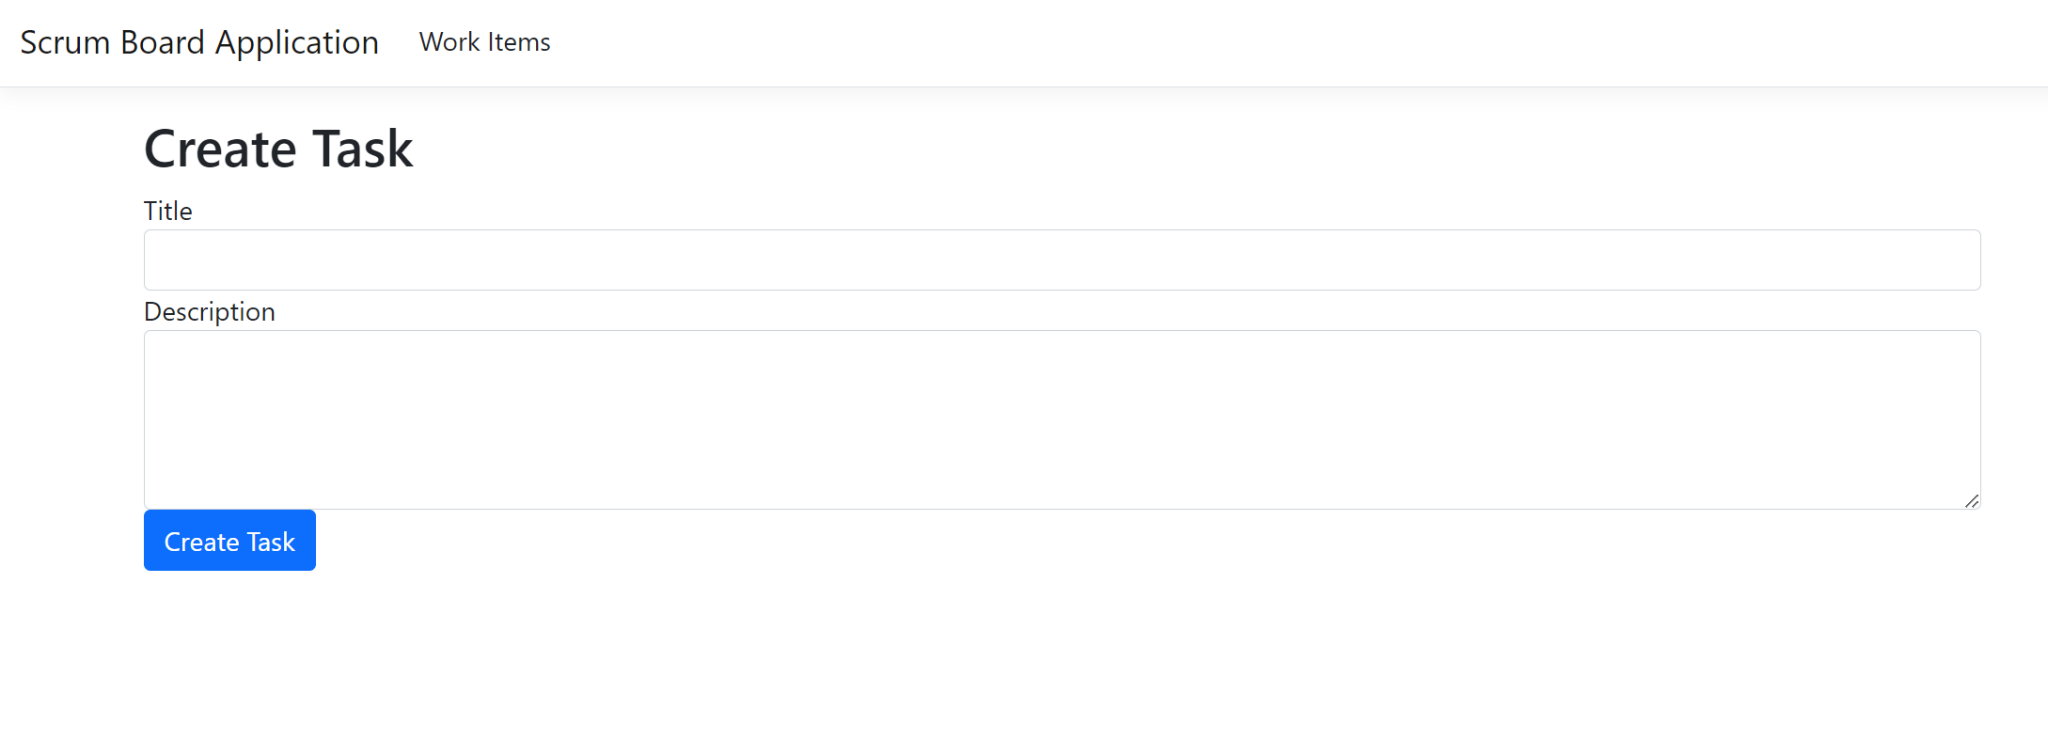 Scrum Board Application Work Items
Create Task
Title
Description
Create Task